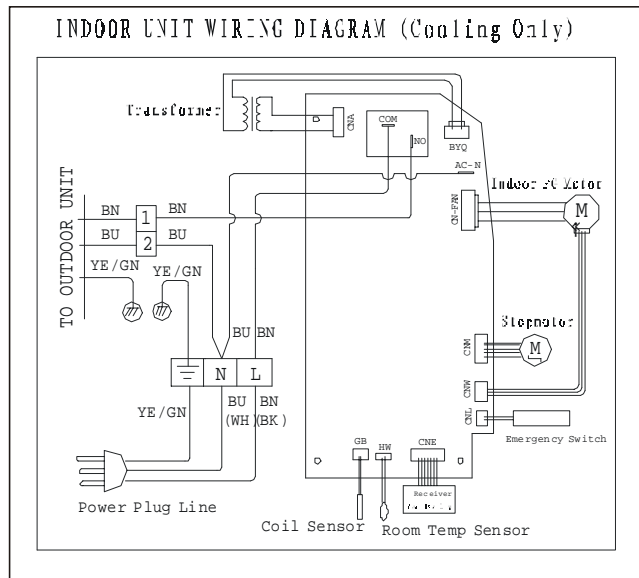 INDOOR UNIT WIRING DIAGRAM (Cooling Only)
Transformer
CNA
COM
NO
BYQ
AC-N
Indoor Motor
M
CN-FAN
TO OUTDOOR UNIT
BN
1
BN
BU
2
BU
YE/GN
YE/GN
Stepmotor
CNM
M
BU
BN
N
L
CNW
YE/GN
BU
BN
(WH)
(BK)
CNL
Emergency Switch
GB
HW
CNE
Power Plug Line
Receiver
Coil Sensor
Room Temp Sensor